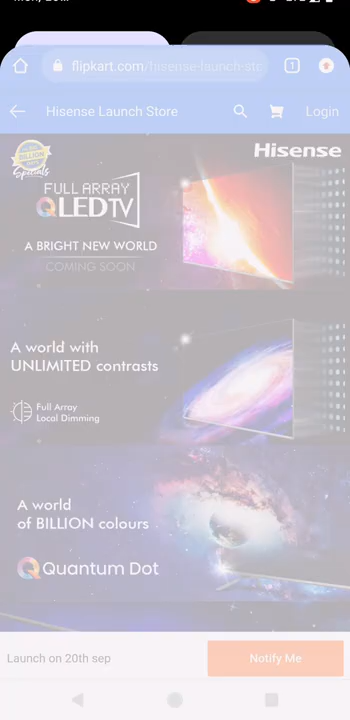 flipkart.com/hisense-launch-sto
1
Hisense Launch Store
Login
BILLION
Specials
Hisense
FULL ARRAY
QLEDTV
A BRIGHT NEW WORLD
COMING SOON
A world with
UNLIMITED contrasts
Full Array
Local Dimming
A world
of BILLION colours
Quantum Dot
Launch on 20th sep
Notify Me